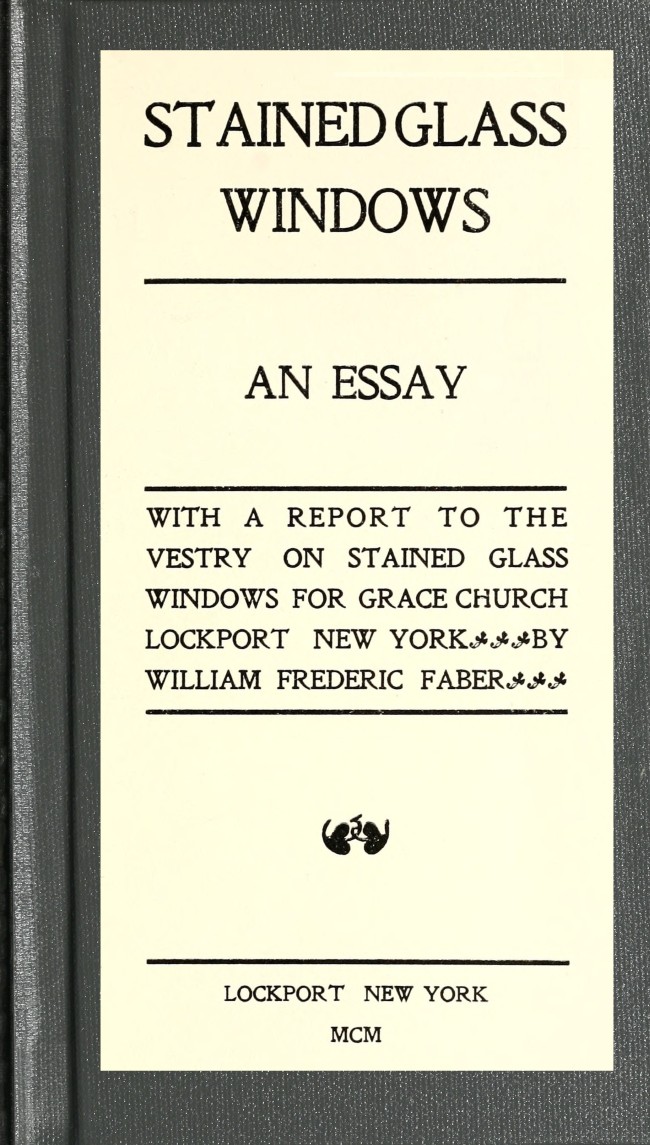 STAINED GLASS
WINDOWS
AN ESSAY
WITH A REPORT TO THE
VESTRY ON STAINED GLASS
WINDOWS FOR GRACE CHURCH
LOCKPORT NEW YORK BY
WILLIAM FREDERIC FABER
LOCKPORT NEW YORK
MCM